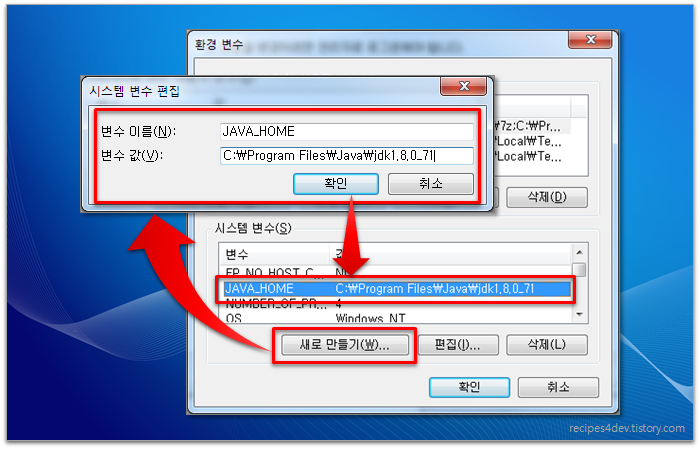 환경 변수
시스템 변수 편집
변수 이름(N):
JAVA_HOME
변수 값(V):
C:₩Program Files₩Java₩jdk1,8,0_71
확인
취소
₩7z;C:₩Pr...
₩Local₩Te...
₩Local₩Te...
삭제(D)
시스템 변수(S)
변수
FP_NO_HOST_C...
JAVA_HOME
C:₩Program Files₩Java₩jdk1,8,0_71
NUMBER_OF_PR...
4
OS
Windows_NT
새로 만들기(W)...
편집(I)...
삭제(L)
확인
취소
recipes4dev.tistory.com